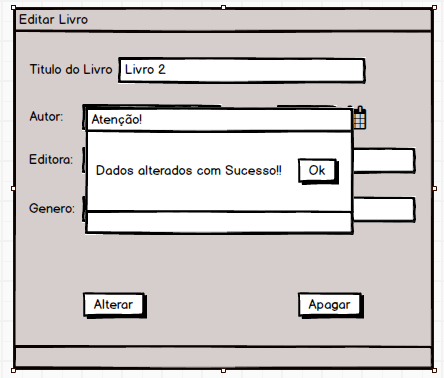 Editar Livro
Titulo do Livro Livro 2
Autor:
Atenção!
Editora:
Dados alterados com Sucesso!! Ok
Genero:
Alterar Apagar